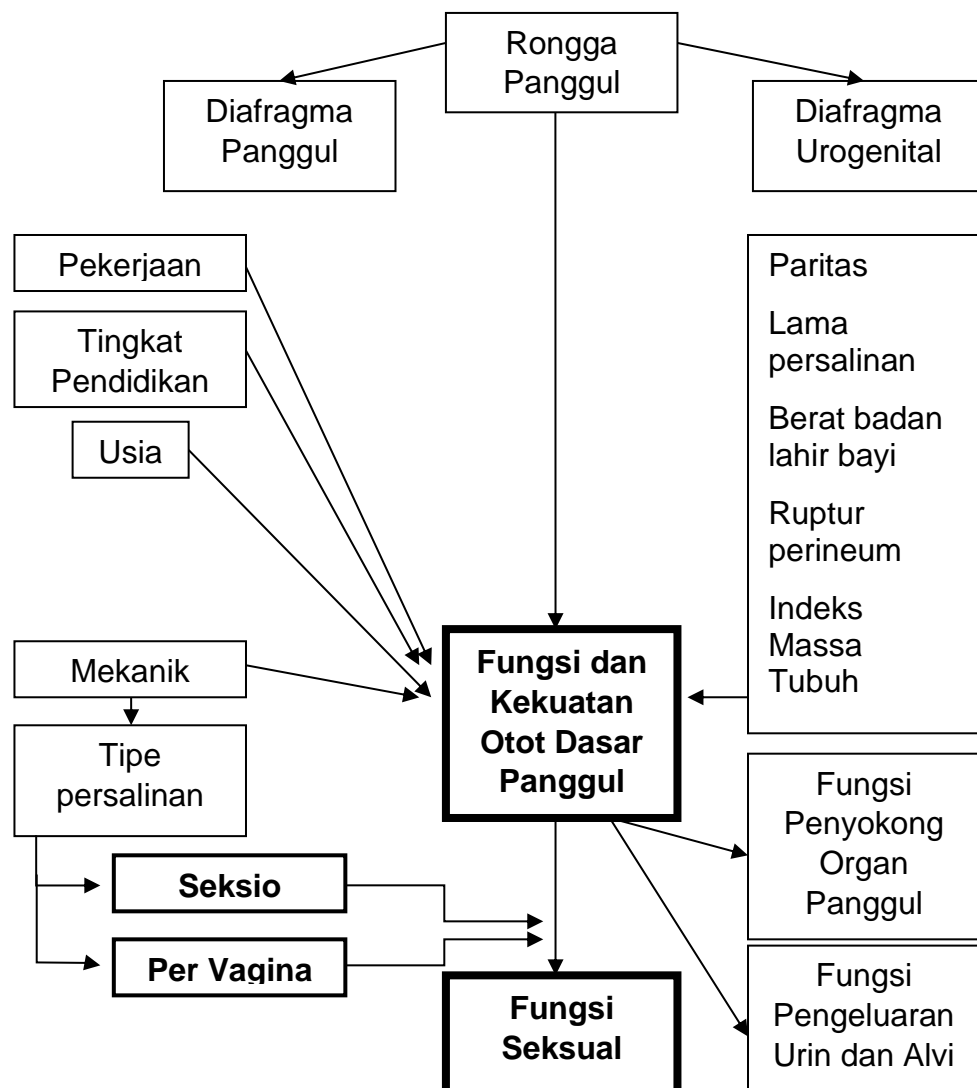 Rongga
Panggul
Diafragma
Panggul
Diafragma
Urogenital
Pekerjaan
Tingkat
Pendidikan
Usia
Paritas
Lama
persalinan
Berat badan
lahir bayi
Ruptur
perineum
Indeks
Massa
Tubuh
Mekanik
Tipe
persalinan
Fungsi dan
Kekuatan
Otot Dasar
Panggul
Seksio
Per Vagina
Fungsi
Penyokong
Organ
Panggul
Fungsi
Seksual
Fungsi
Pengeluaran
Urin dan Alvi